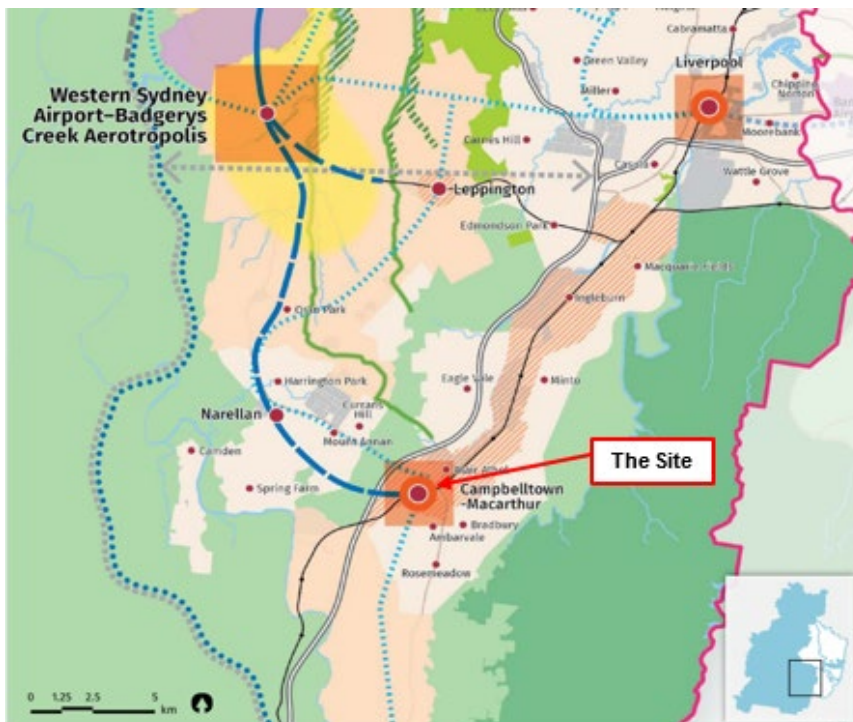 Cabramatta
Liverpool
Green Valley
Miller
Chipping
Norton
Western Sydney
Airport–Badgerys
Creek Aerotropolis
Moorebank
Carnes Hill
Casula
Wattle Grove
Leppington
Edmondson Park
Macquarie Fields
Ingleburn
Oran Park
Harrington Park
Eagle Vale
Minto
Narellan
Currans
Hill
Mount Annan
Camden
The Site
Blair Athol
Spring Farm
Campbelltown
-Macarthur
Bradbury
Ambarvale
Rosemeadow
0 1.25 2.5 5
km